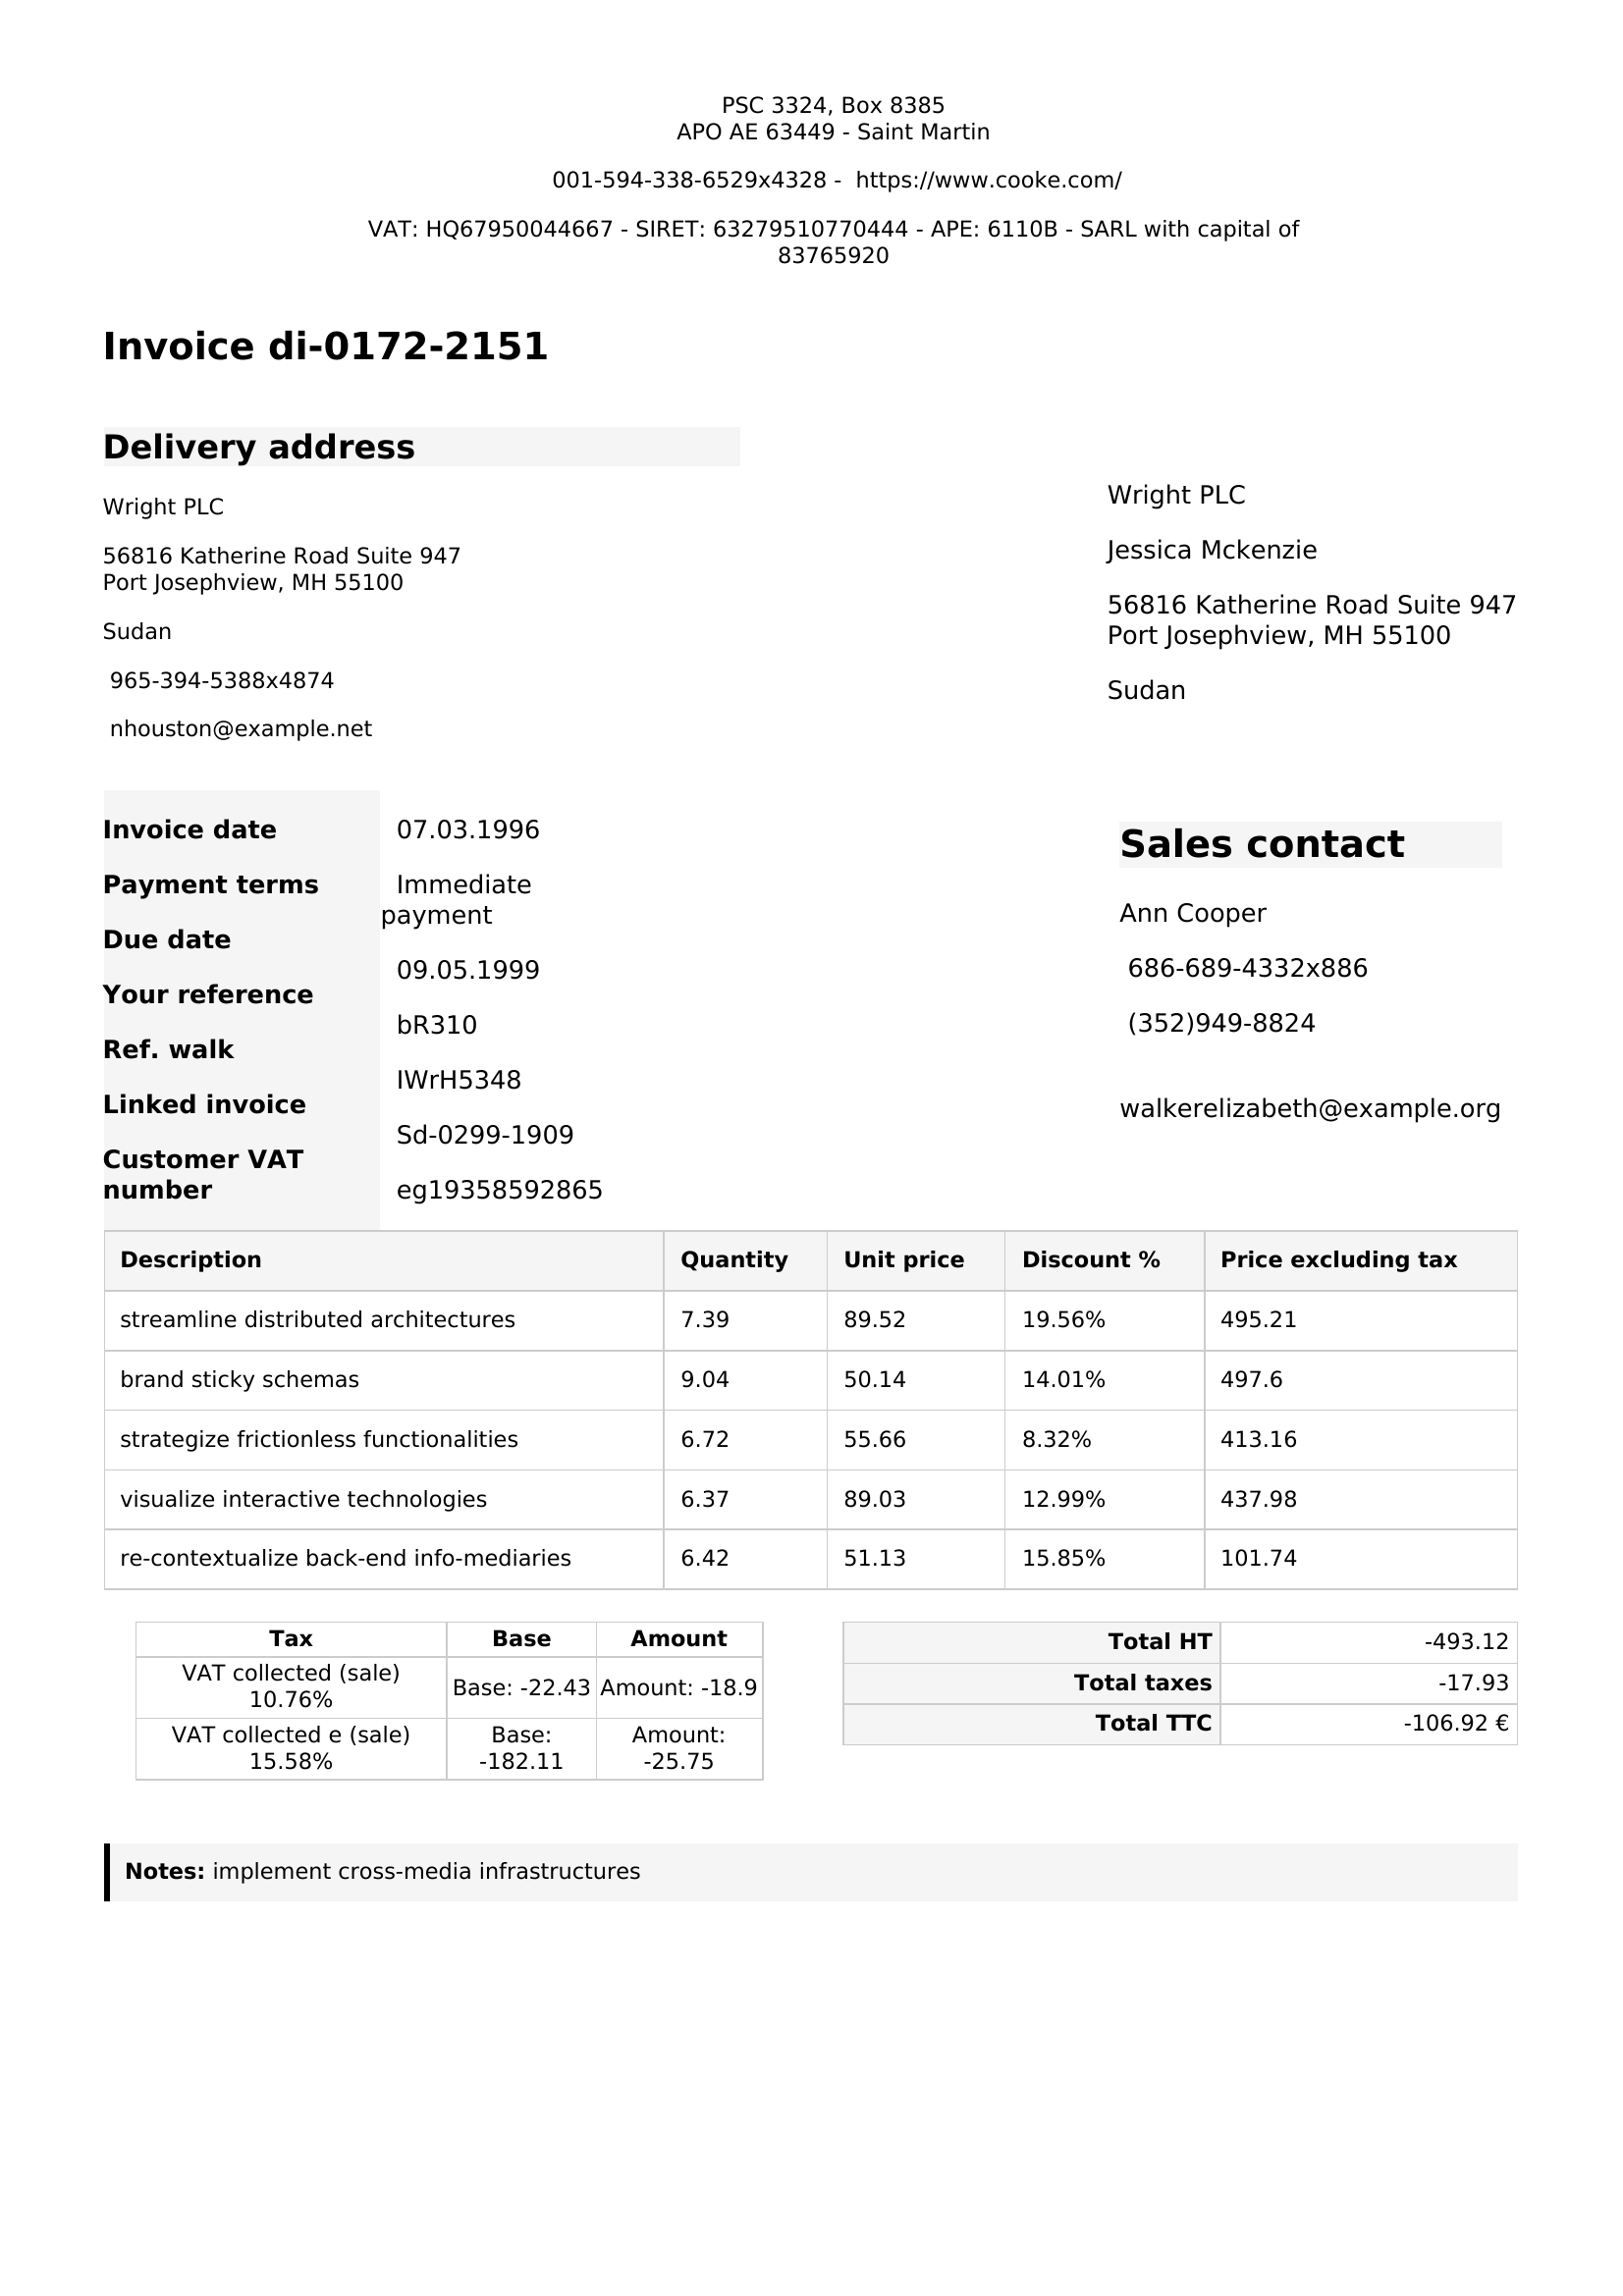 PSC 3324, Box 8385
APO AE 63449 - Saint Martin
001-594-338-6529x4328 - https://www.cooke.com/
VAT: HQ67950044667 - SIRET: 63279510770444 - APE: 6110B - SARL with capital of
83765920
Invoice di-0172-2151
Delivery address
Wright PLC
56816 Katherine Road Suite 947
Port Josephview, MH 55100
Sudan
965-394-5388x4874
nhouston@example.net
Wright PLC
Jessica Mckenzie
56816 Katherine Road Suite 947
Port Josephview, MH 55100
Sudan
Invoice date
Payment terms
Due date
Your reference
Ref. walk
Linked invoice
Customer VAT
number
07.03.1996
Immediate
payment
09.05.1999
bR310
IWrH5348
Sd-0299-1909
eg19358592865
Sales contact
Ann Cooper
686-689-4332x886
(352)949-8824
walkerelizabeth@example.org
Description Quantity Unit price Discount % Price excluding tax
streamline distributed architectures 7.39 89.52 19.56% 495.21
brand sticky schemas 9.04 50.14 14.01% 497.6
strategize frictionless functionalities 6.72 55.66 8.32% 413.16
visualize interactive technologies 6.37 89.03 12.99% 437.98
re-contextualize back-end info-mediaries 6.42 51.13 15.85% 101.74
Tax Base Amount
VAT collected (sale)
10.76%
Base: -22.43 Amount: -18.9
VAT collected e (sale)
15.58%
Base:
-182.11
Amount:
-25.75
Total HT -493.12
Total taxes -17.93
Total TTC -106.92 €
Notes: implement cross-media infrastructures